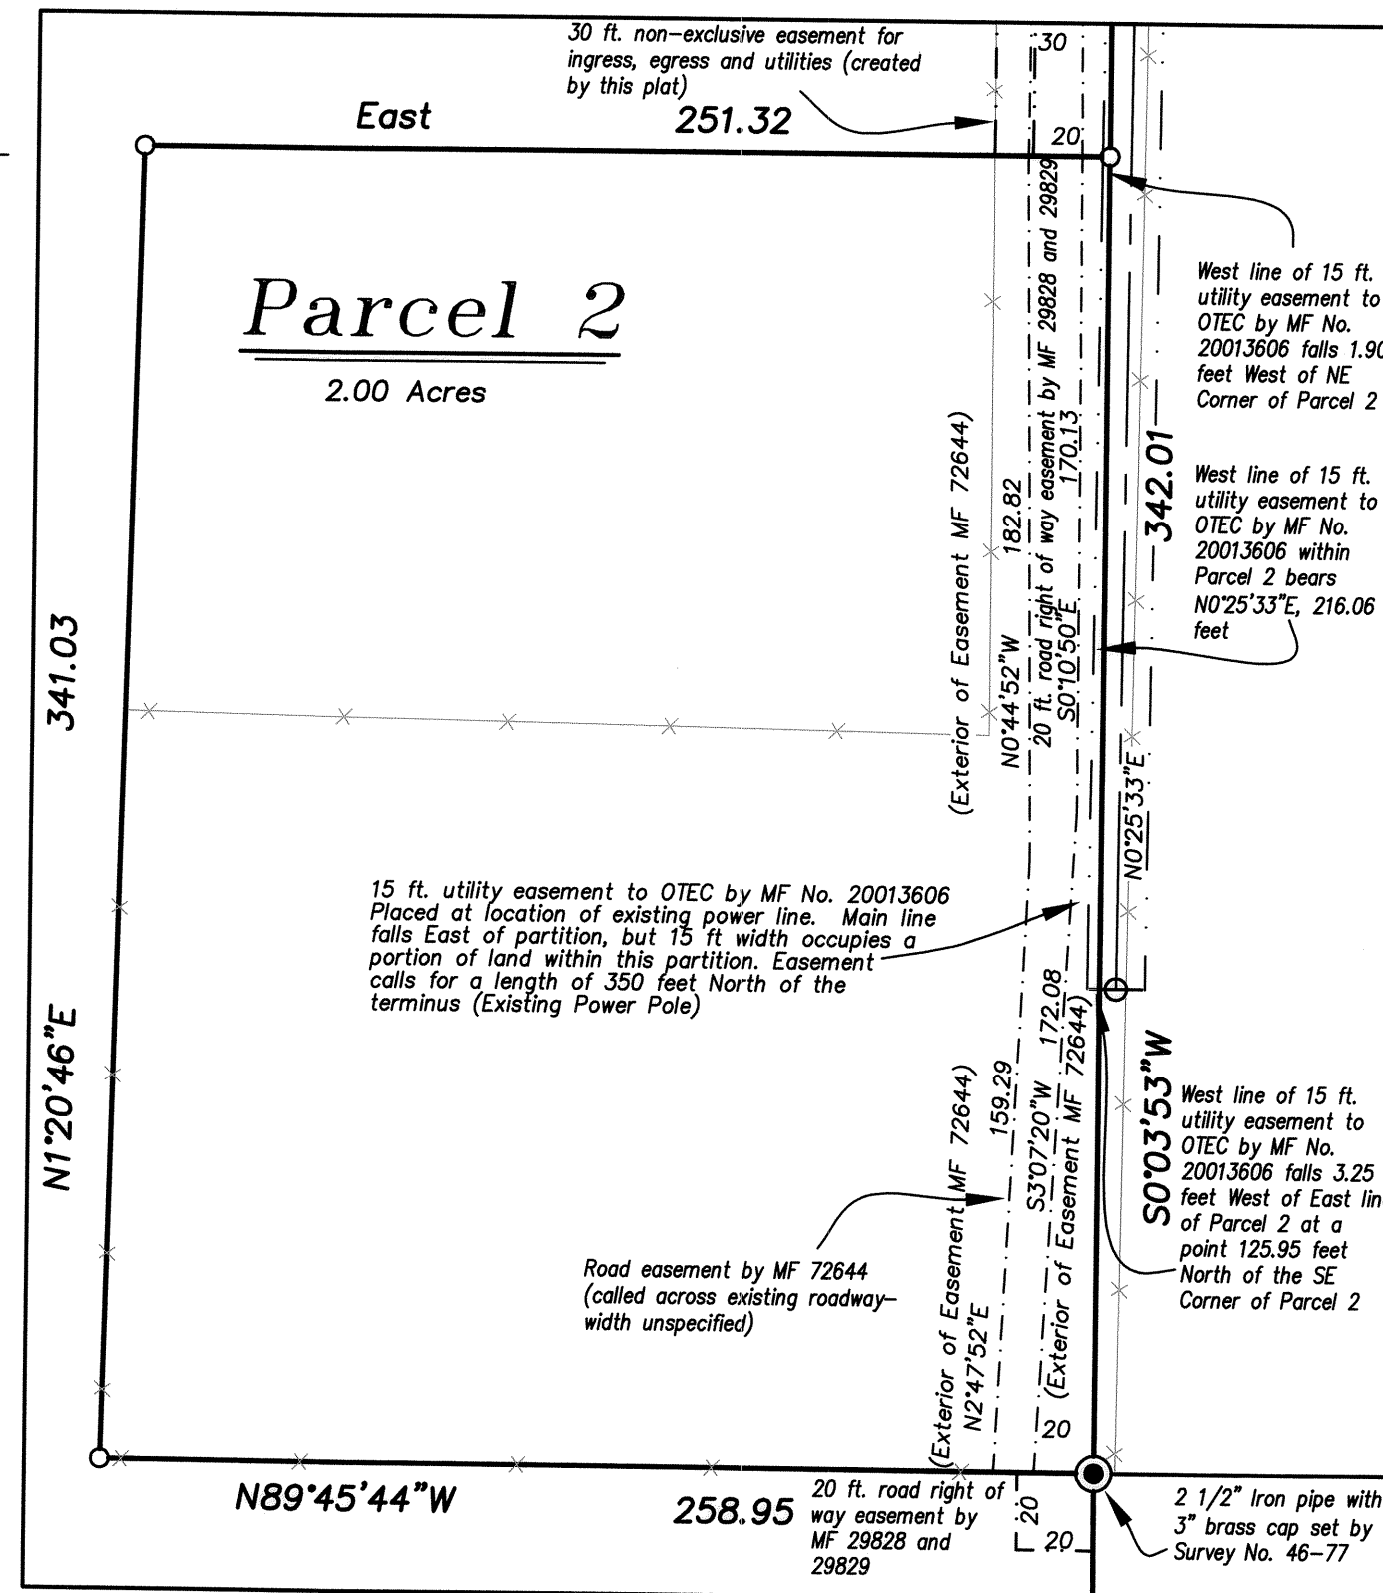 30 ft. non-exclusive easement for
ingress, egress and utilities (created
by this plat)
30
East
251.32
20
Parcel 2
2.00 Acres
West line of 15 ft.
utility easement to
OTEC by MF No.
20013606 falls 1.90
feet West of NE
Corner of Parcel 2
20 ft. road right of way easement by MF 29828 and 29829
170.13
S0°10'50"E
182.82
N0°44'52"W
(Exterior of Easement MF 72644)
342.01
West line of 15 ft.
utility easement to
OTEC by MF No.
20013606 within
Parcel 2 bears
N0°25'33"E, 216.06
feet
341.03
N1°20'46"E
N0°25'33"E
15 ft. utility easement to OTEC by MF No. 20013606
Placed at location of existing power line. Main line
falls East of partition, but 15 ft width occupies a
portion of land within this partition. Easement
calls for a length of 350 feet North of the
terminus (Existing Power Pole)
172.08
S3°07'20"W
(Exterior of Easement MF 72644)
159.29
N2°47'52"E
(Exterior of Easement MF 72644)
S0°03'53"W
West line of 15 ft.
utility easement to
OTEC by MF No.
20013606 falls 3.25
feet West of East lin
of Parcel 2 at a
point 125.95 feet
North of the SE
Corner of Parcel 2
Road easement by MF 72644
(called across existing roadway-
width unspecified)
20
N89°45'44"W
258.95
20 ft. road right of
way easement by
MF 29828 and
29829
20
20
2 1/2" Iron pipe with
3" brass cap set by
Survey No. 46-77